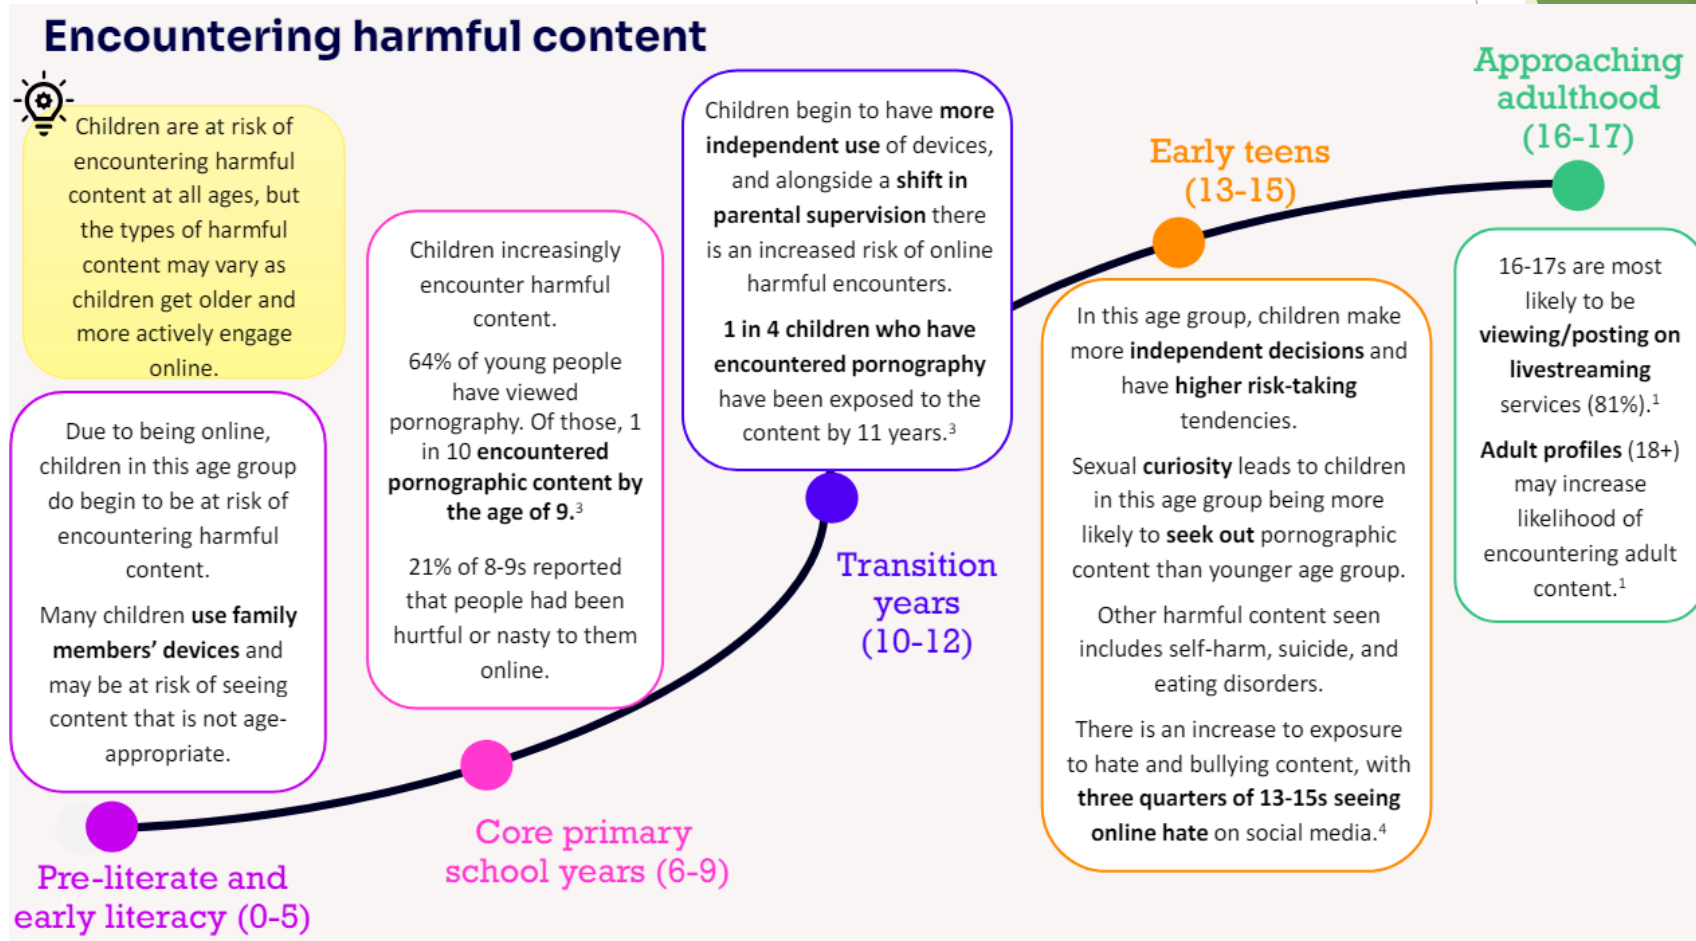 Encountering harmful content
Children are at risk of
encountering harmful
content at all ages, but
the types of harmful
content may vary as
children get older and
more actively engage
online.
Due to being online,
children in this age group
do begin to be at risk of
encountering harmful
content.
Many children use family
members’ devices and
may be at risk of seeing
content that is not age-
appropriate.
Pre-literate and
early literacy (0-5)
Children increasingly
encounter harmful
content.
64% of young people
have viewed
pornography. Of those, 1
in 10 encountered
pornographic content by
the age of 9.³
21% of 8-9s reported
that people had been
hurtful or nasty to them
online.
Core primary
school years (6-9)
Children begin to have more
independent use of devices,
and alongside a shift in
parental supervision there
is an increased risk of online
harmful encounters.
1 in 4 children who have
encountered pornography
have been exposed to the
content by 11 years.³
Transition
years
(10-12)
Early teens
(13-15)
In this age group, children make
more independent decisions and
have higher risk-taking
tendencies.
Sexual curiosity leads to children
in this age group being more
likely to seek out pornographic
content than younger age group.
Other harmful content seen
includes self-harm, suicide, and
eating disorders.
There is an increase to exposure
to hate and bullying content, with
three quarters of 13-15s seeing
online hate on social media.⁴
Approaching
adulthood
(16-17)
16-17s are most
likely to be
viewing/posting on
livestreaming
services (81%).¹
Adult profiles (18+)
may increase
likelihood of
encountering adult
content.¹